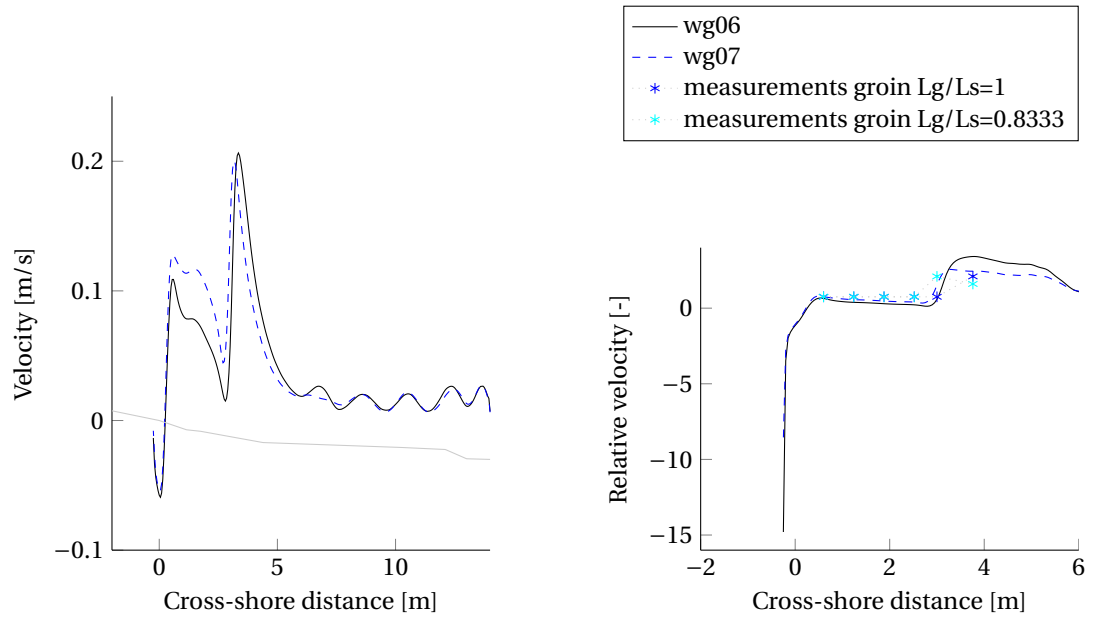 wg06
wg07
measurements groin Lg/Ls=1
measurements groin Lg/Ls=0.8333
Velocity [m/s]
0.2
0.1
0
−0.1
0
5
10
Cross-shore distance [m]
Relative velocity [-]
0
−5
−10
−15
−2
0
2
4
6
Cross-shore distance [m]